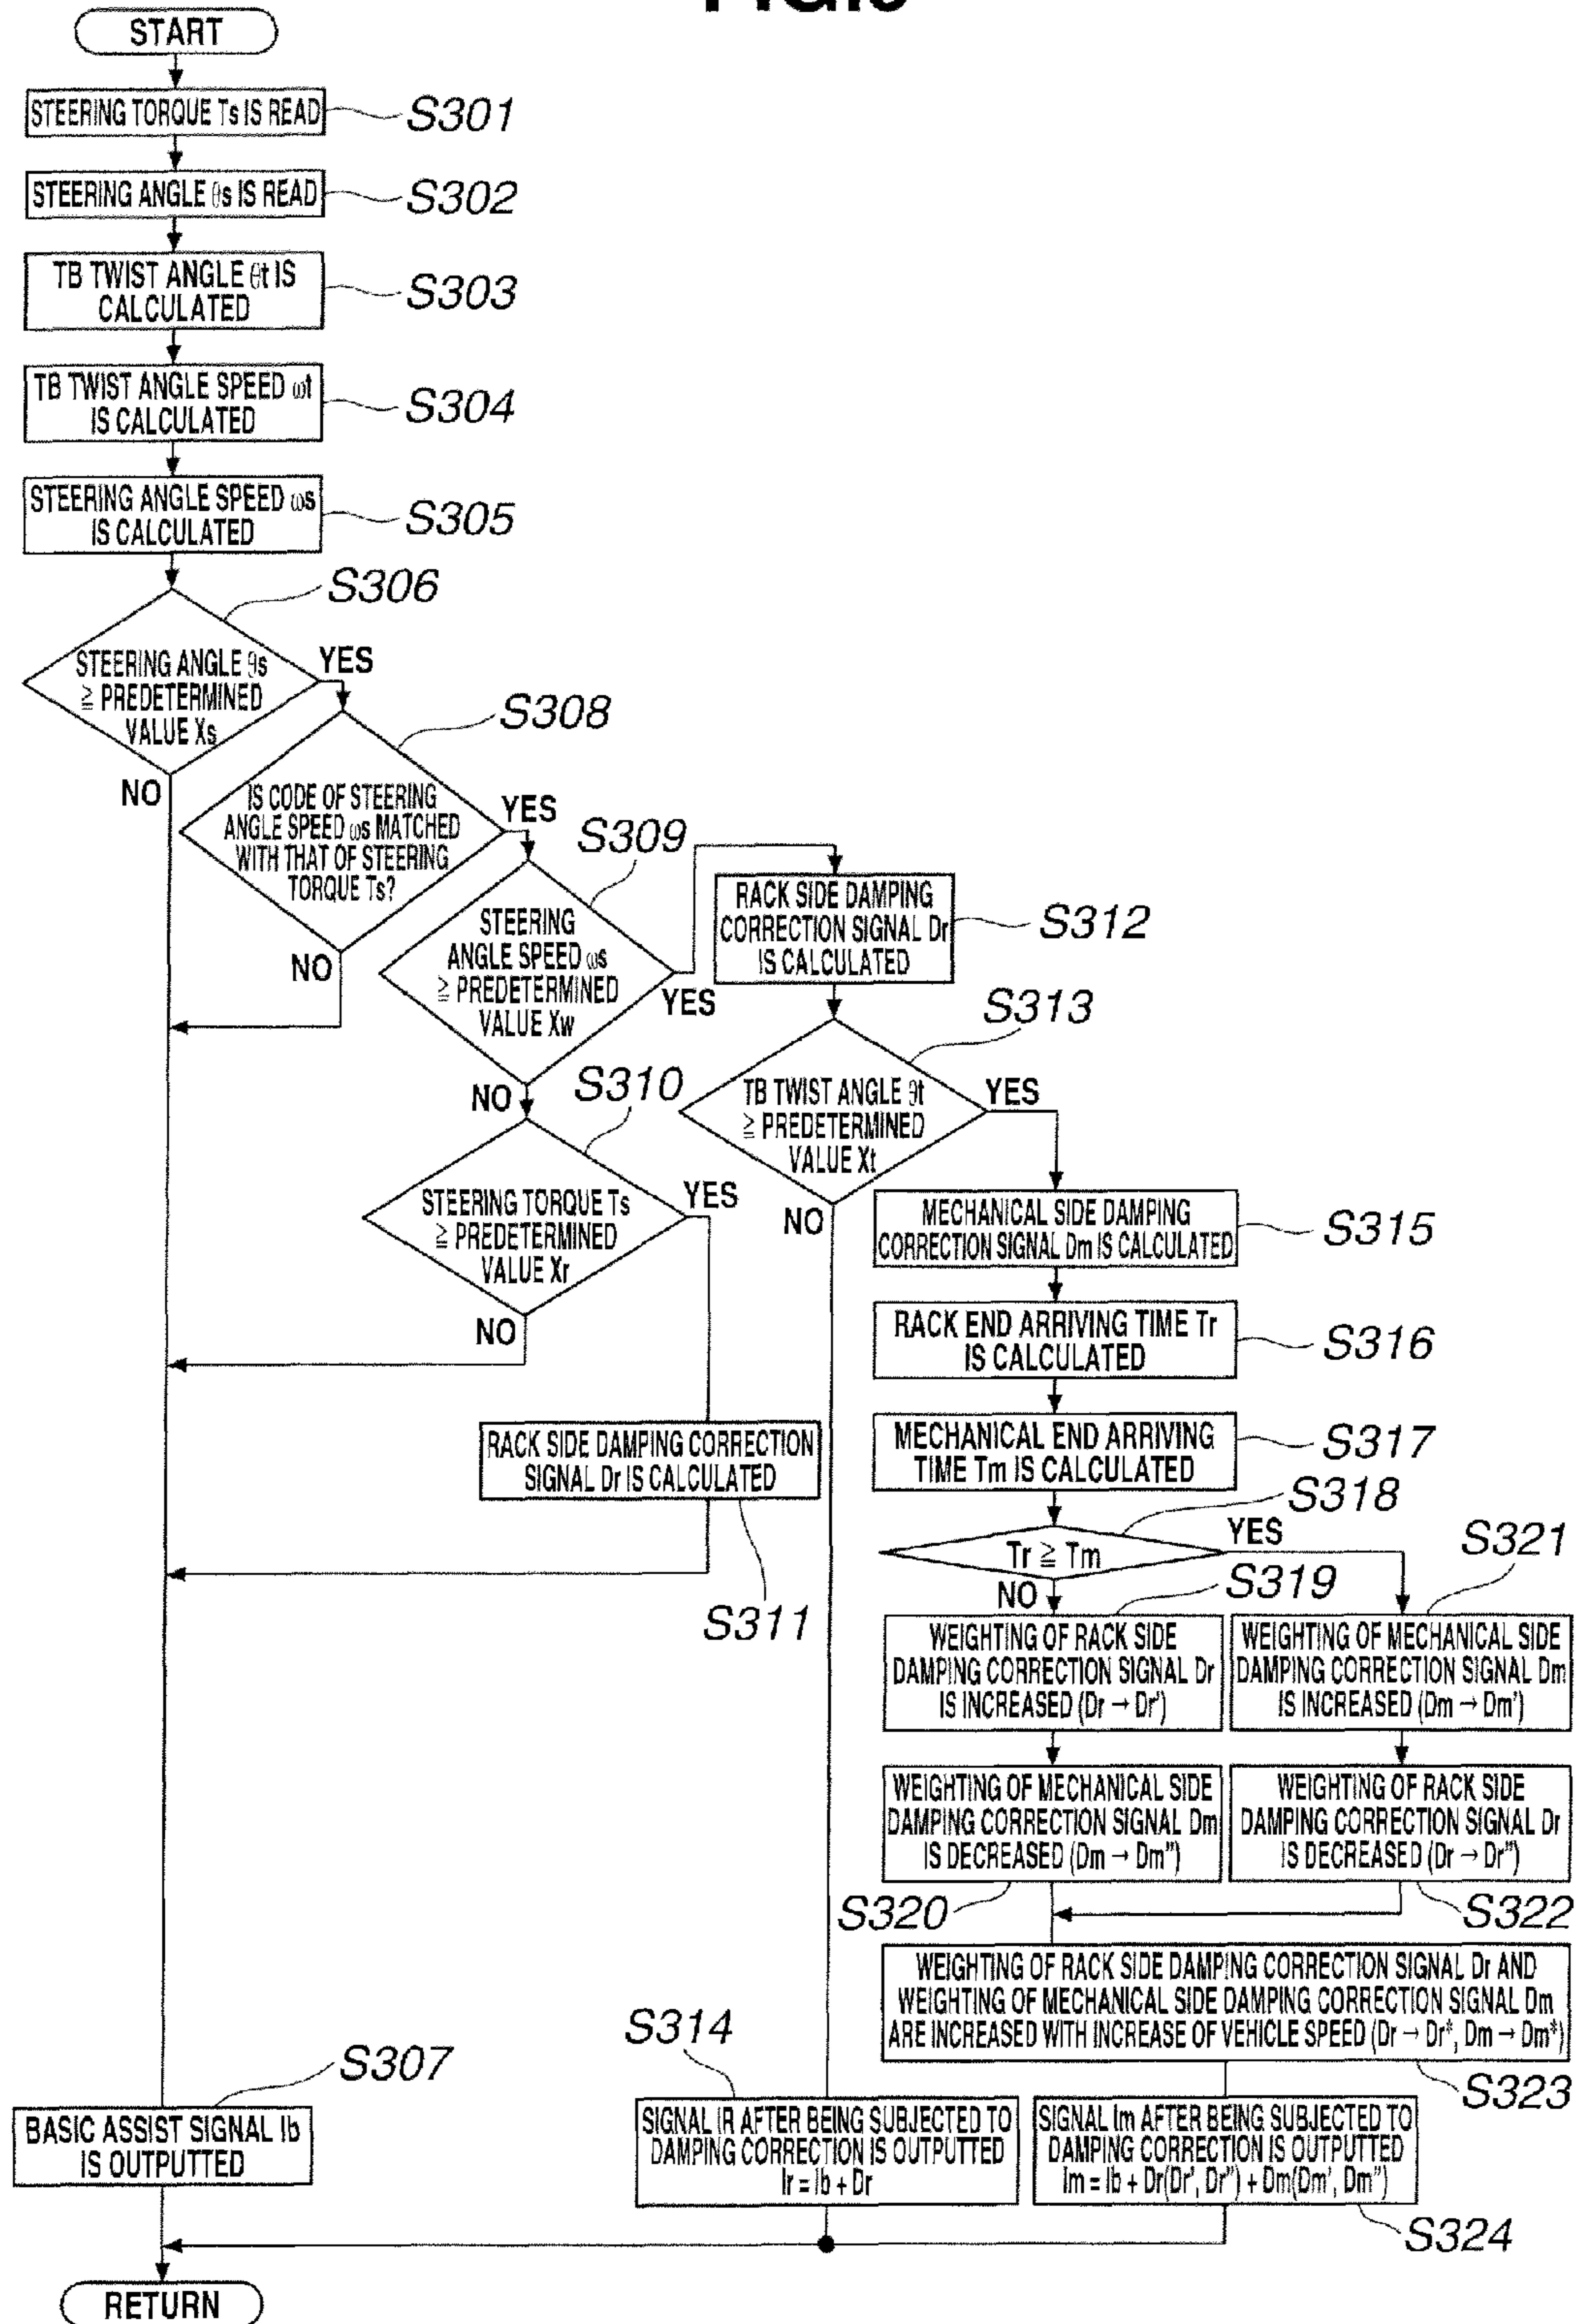 START
STEERING TORQUE Ts IS READ
S301
STEERING ANGLE θs IS READ
S302
TB TWIST ANGLE θt IS
CALCULATED
S303
TB TWIST ANGLE SPEED ωt
IS CALCULATED
S304
STEERING ANGLE SPEED ωs
IS CALCULATED
S305
S306
STEERING ANGLE θs
≧ PREDETERMINED
VALUE Xs
YES
NO
S308
IS CODE OF STEERING
ANGLE SPEED ωs MATCHED
WITH THAT OF STEERING
TORQUE Ts?
YES
NO
S309
STEERING
ANGLE SPEED ωs
≧ PREDETERMINED
VALUE Xw
YES
NO
RACK SIDE DAMPING
CORRECTION SIGNAL Dr
IS CALCULATED
S312
S313
TB TWIST ANGLE θt
≧ PREDETERMINED
VALUE Xt
YES
NO
S310
STEERING TORQUE Ts
≧ PREDETERMINED
VALUE Xr
YES
NO
RACK SIDE DAMPING CORRECTION
SIGNAL Dr IS CALCULATED
S311
MECHANICAL SIDE DAMPING
CORRECTION SIGNAL Dm IS CALCULATED
S315
RACK END ARRIVING TIME Tr
IS CALCULATED
S316
MECHANICAL END ARRIVING
TIME Tm IS CALCULATED
S317
S318
Tr ≧ Tm
YES
NO
S319
WEIGHTING OF RACK SIDE
DAMPING CORRECTION SIGNAL Dr
IS INCREASED (Dr → Dr')
S321
WEIGHTING OF MECHANICAL SIDE
DAMPING CORRECTION SIGNAL Dm
IS INCREASED (Dm → Dm')
WEIGHTING OF MECHANICAL SIDE
DAMPING CORRECTION SIGNAL Dm
IS DECREASED (Dm → Dm")
S320
WEIGHTING OF RACK SIDE
DAMPING CORRECTION SIGNAL Dr
IS DECREASED (Dr → Dr")
S322
WEIGHTING OF RACK SIDE DAMPING CORRECTION SIGNAL Dr AND
WEIGHTING OF MECHANICAL SIDE DAMPING CORRECTION SIGNAL Dm
ARE INCREASED WITH INCREASE OF VEHICLE SPEED (Dr → Dr*, Dm → Dm*)
S323
S307
BASIC ASSIST SIGNAL Ib
IS OUTPUTTED
S314
SIGNAL IR AFTER BEING SUBJECTED TO
DAMPING CORRECTION IS OUTPUTTED
Ir = Ib + Dr
SIGNAL Im AFTER BEING SUBJECTED TO
DAMPING CORRECTION IS OUTPUTTED
Im = Ib + Dr(Dr', Dr") + Dm(Dm', Dm")
S324
RETURN